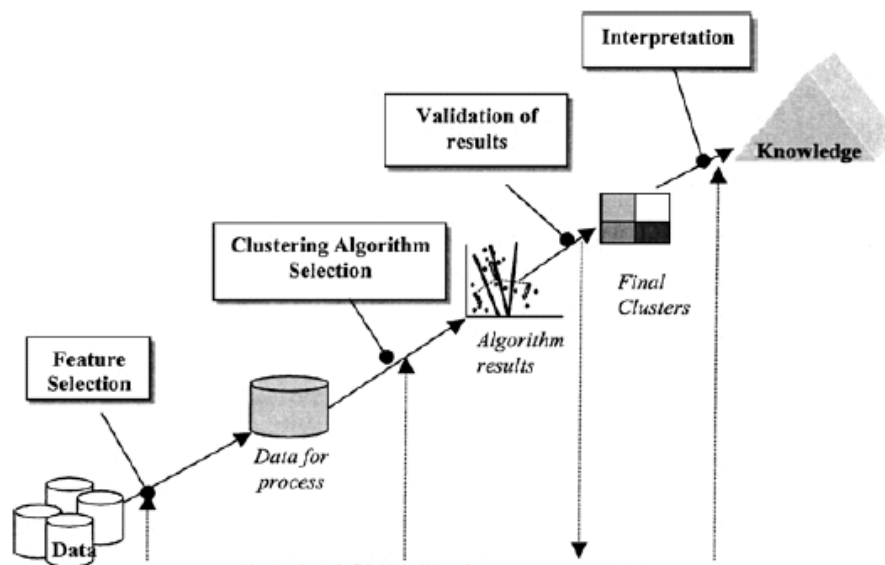 Interpretation
Knowledge
Validation of
results
Final
Clusters
Clustering Algorithm
Selection
Algorithm
results
Feature
Selection
Data for
process
Data